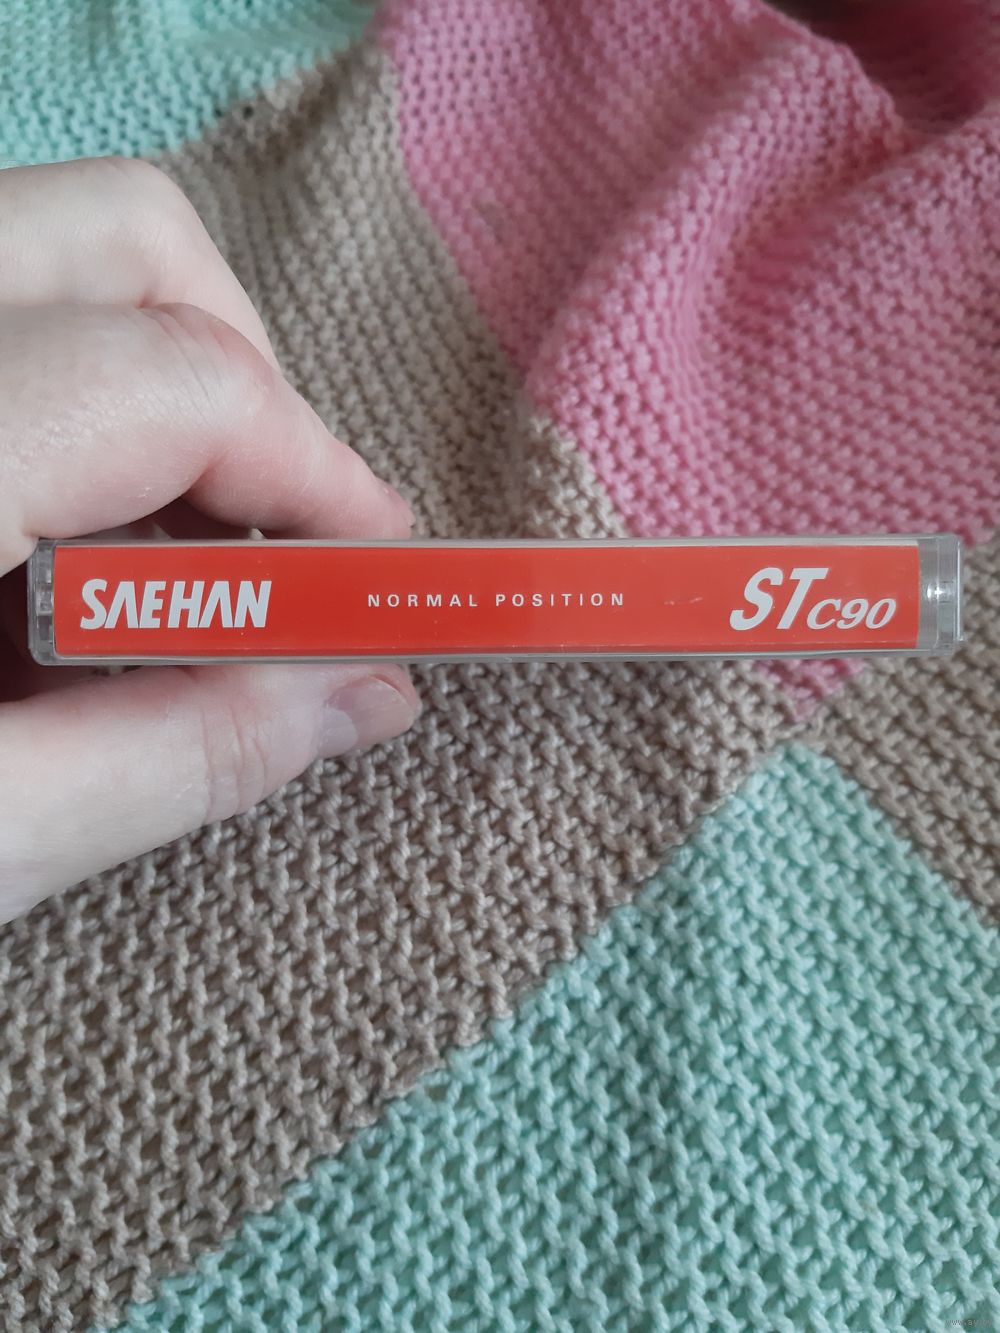 SAEHAN NORMAL POSITION ST C90